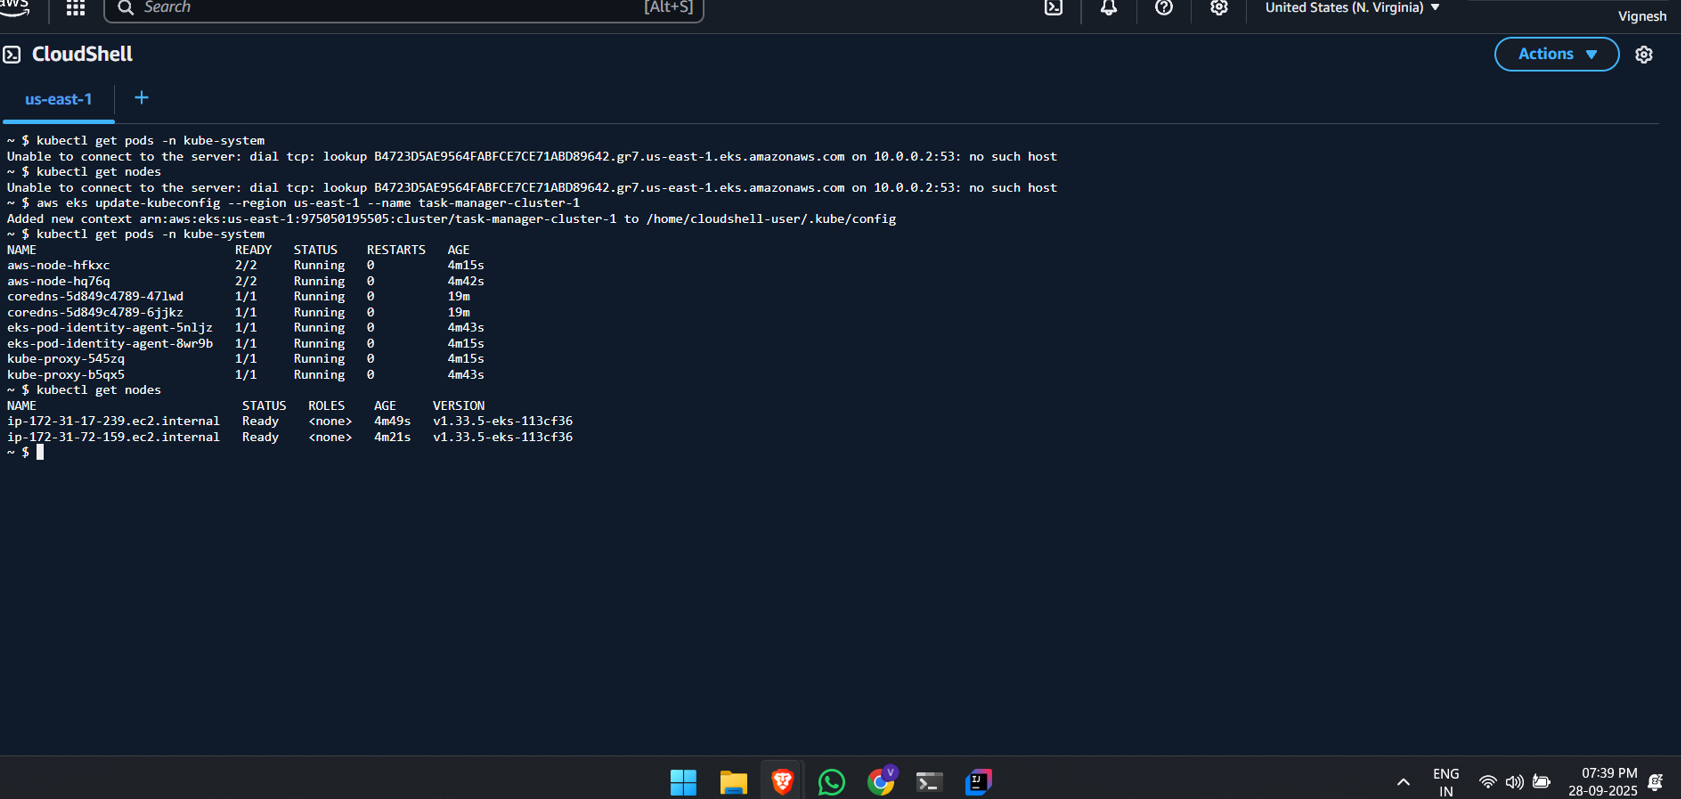 aws
Search [Alt+S]
United States (N. Virginia) ▼
Vignesh
CloudShell
Actions ▼
us-east-1 +
~ $ kubectl get pods -n kube-system
Unable to connect to the server: dial tcp: lookup B4723D5AE9564FABFCE7CE71ABD89642.gr7.us-east-1.eks.amazonaws.com on 10.0.0.2:53: no such host
~ $ kubectl get nodes
Unable to connect to the server: dial tcp: lookup B4723D5AE9564FABFCE7CE71ABD89642.gr7.us-east-1.eks.amazonaws.com on 10.0.0.2:53: no such host
~ $ aws eks update-kubeconfig --region us-east-1 --name task-manager-cluster-1
Added new context arn:aws:eks:us-east-1:975050195505:cluster/task-manager-cluster-1 to /home/cloudshell-user/.kube/config
~ $ kubectl get pods -n kube-system
NAME READY STATUS RESTARTS AGE
aws-node-hfkxc 2/2 Running 0 4m15s
aws-node-hq76q 2/2 Running 0 4m42s
coredns-5d849c4789-47lwd 1/1 Running 0 19m
coredns-5d849c4789-6jjkz 1/1 Running 0 19m
eks-pod-identity-agent-5nljz 1/1 Running 0 4m43s
eks-pod-identity-agent-8wr9b 1/1 Running 0 4m15s
kube-proxy-545zq 1/1 Running 0 4m15s
kube-proxy-b5qx5 1/1 Running 0 4m43s
~ $ kubectl get nodes
NAME STATUS ROLES AGE VERSION
ip-172-31-17-239.ec2.internal Ready <none> 4m49s v1.33.5-eks-113cf36
ip-172-31-72-159.ec2.internal Ready <none> 4m21s v1.33.5-eks-113cf36
~ $
V
IJ
ENG
IN
07:39 PM
28-09-2025